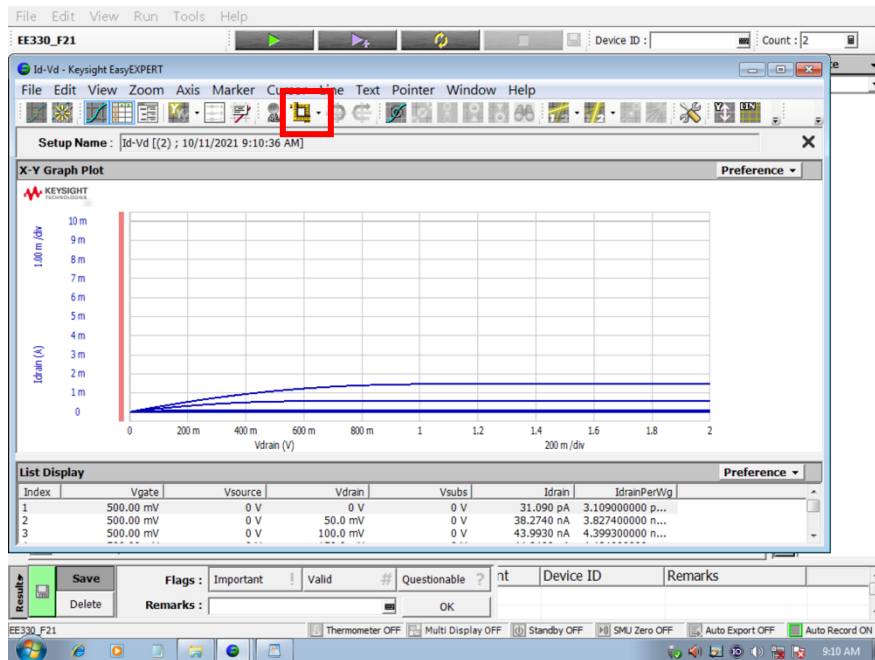 File Edit View Run Tools Help
EE330_F21 Device ID : Count : 2
Id-Vd - Keysight EasyEXPERT
File Edit View Zoom Axis Marker Cursor Line Text Pointer Window Help
Setup Name : Id-Vd [(2) ; 10/11/2021 9:10:36 AM]
X-Y Graph Plot Preference
KEYSIGHT
TECHNOLOGIES
1.00 m /div
Idrain (A)
10 m
9 m
8 m
7 m
6 m
5 m
4 m
3 m
2 m
1 m
0
0 200 m 400 m 600 m 800 m 1 1.2 1.4 1.6 1.8 2
Vdrain (V) 200 m /div
List Display Preference
Index Vgate Vsource Vdrain Vsubs Idrain IdrainPerWg
1 500.00 mV 0 V 0 V 0 V 31.090 pA 3.109000000 p...
2 500.00 mV 0 V 50.0 mV 0 V 38.2740 nA 3.827400000 n...
3 500.00 mV 0 V 100.0 mV 0 V 43.9930 nA 4.399300000 n...
Results
Save Flags : Important ! Valid # Questionable ? nt Device ID Remarks
Delete Remarks : OK
EE330_F21 Thermometer OFF Multi Display OFF Standby OFF SMU Zero OFF Auto Export OFF Auto Record ON
9:10 AM